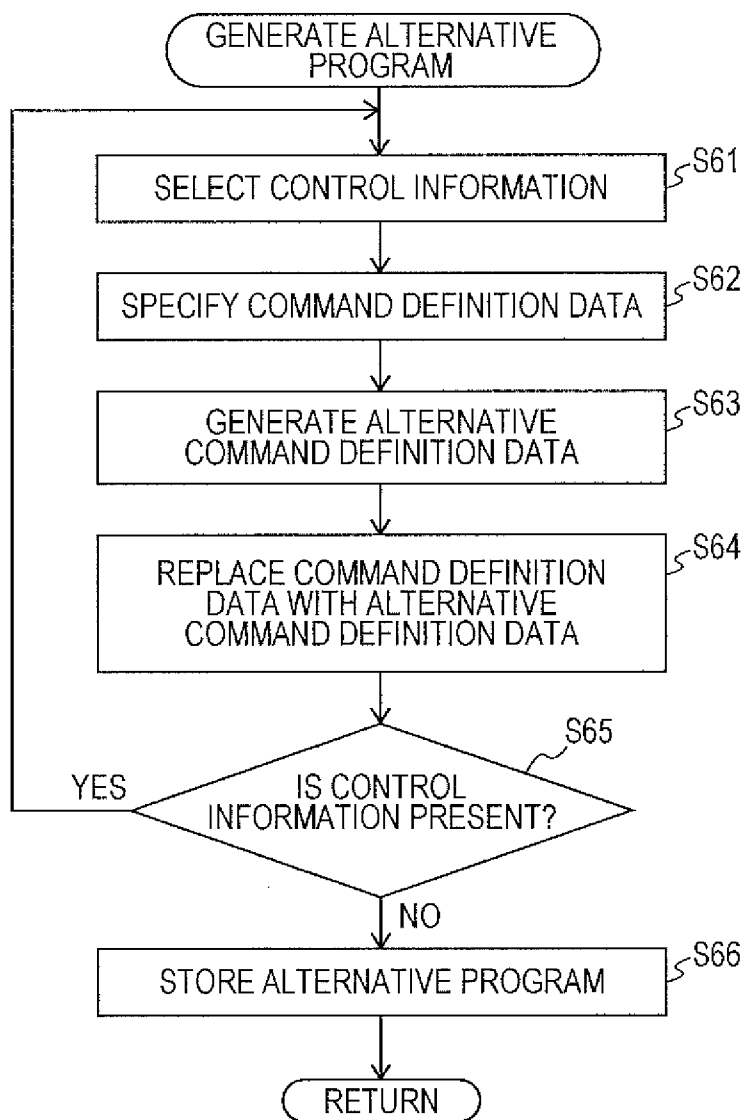 GENERATE ALTERNATIVE
PROGRAM
S61
SELECT CONTROL INFORMATION
S62
SPECIFY COMMAND DEFINITION DATA
S63
GENERATE ALTERNATIVE
COMMAND DEFINITION DATA
S64
REPLACE COMMAND DEFINITION
DATA WITH ALTERNATIVE
COMMAND DEFINITION DATA
S65
YES
IS CONTROL
INFORMATION PRESENT?
NO
S66
STORE ALTERNATIVE PROGRAM
RETURN